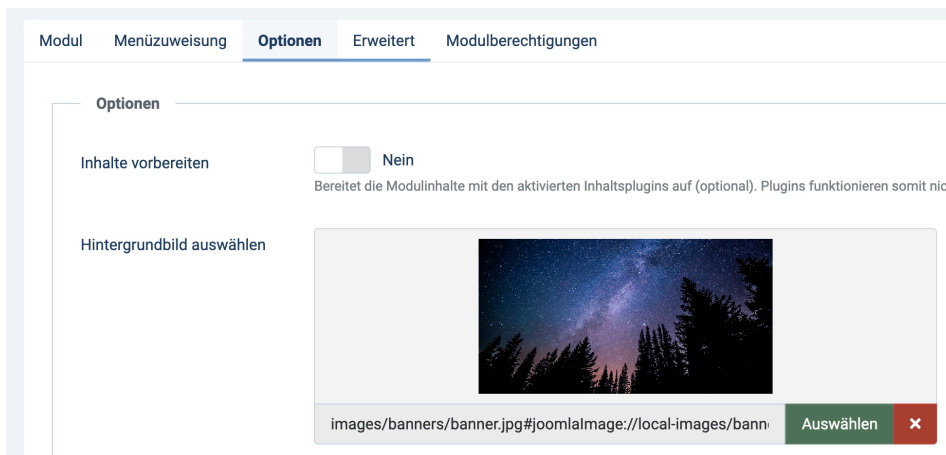 Modul Menüzuweisung Optionen Erweitert Modulberechtigungen
Optionen
Inhalte vorbereiten Nein
Bereitet die Modulinhalte mit den aktivierten Inhaltsplugins auf (optional). Plugins funktionieren somit nic
Hintergrundbild auswählen
images/banners/banner.jpg#joomlaImage://local-images/bann Auswählen